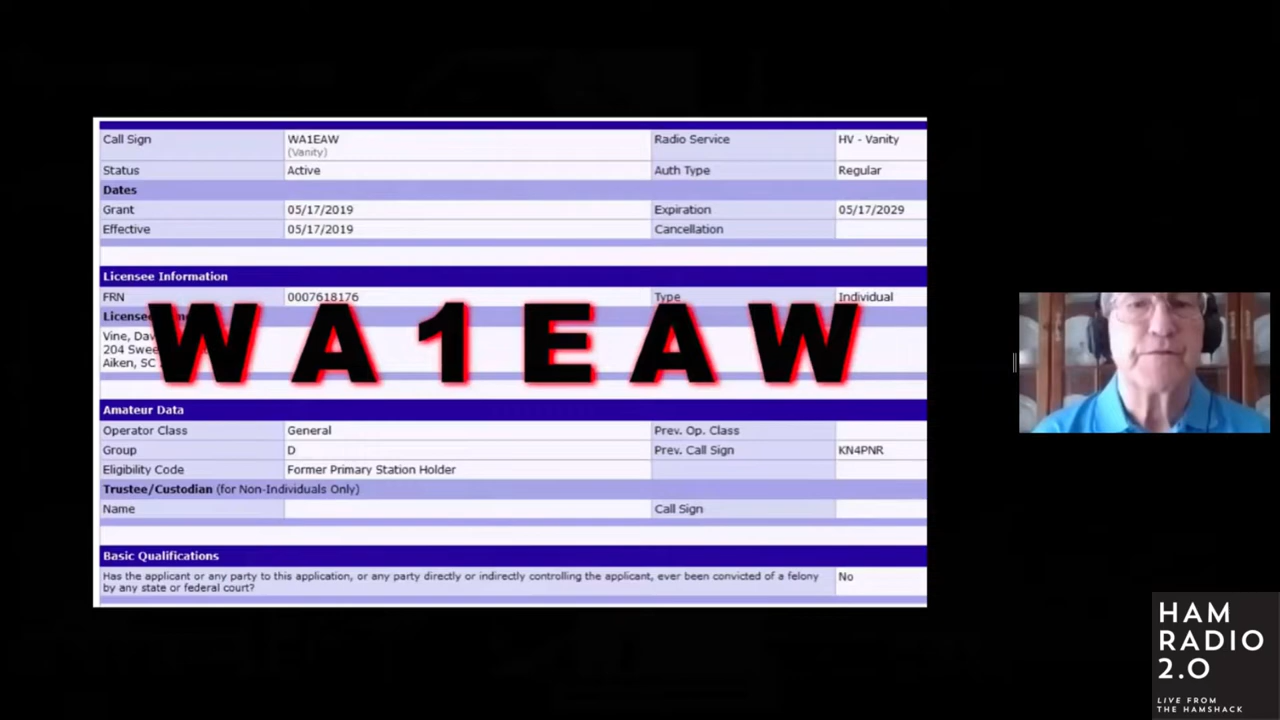 Call Sign WA1EAW Radio Service HV - Vanity
(Vanity)
Status Active Auth Type Regular
Dates
Grant 05/17/2019 Expiration 05/17/2029
Effective 05/17/2019 Cancellation
Licensee Information
FRN 0007618176 Type Individual
WA1EAW
Vine,
204
Aiken, SC
Amateur Data
Operator Class General Prev. Op. Class
Group D Prev. Call Sign KN4PNR
Eligibility Code Former Primary Station Holder
Trustee/Custodian (for Non-Individuals Only)
Name Call Sign
Basic Qualifications
Has the applicant or any party to this application, or any party directly or indirectly controlling the applicant, ever been convicted of a felony No
by any state or federal court?
HAM
RADIO
2.0
LIVE FROM
THE HAMSHACK